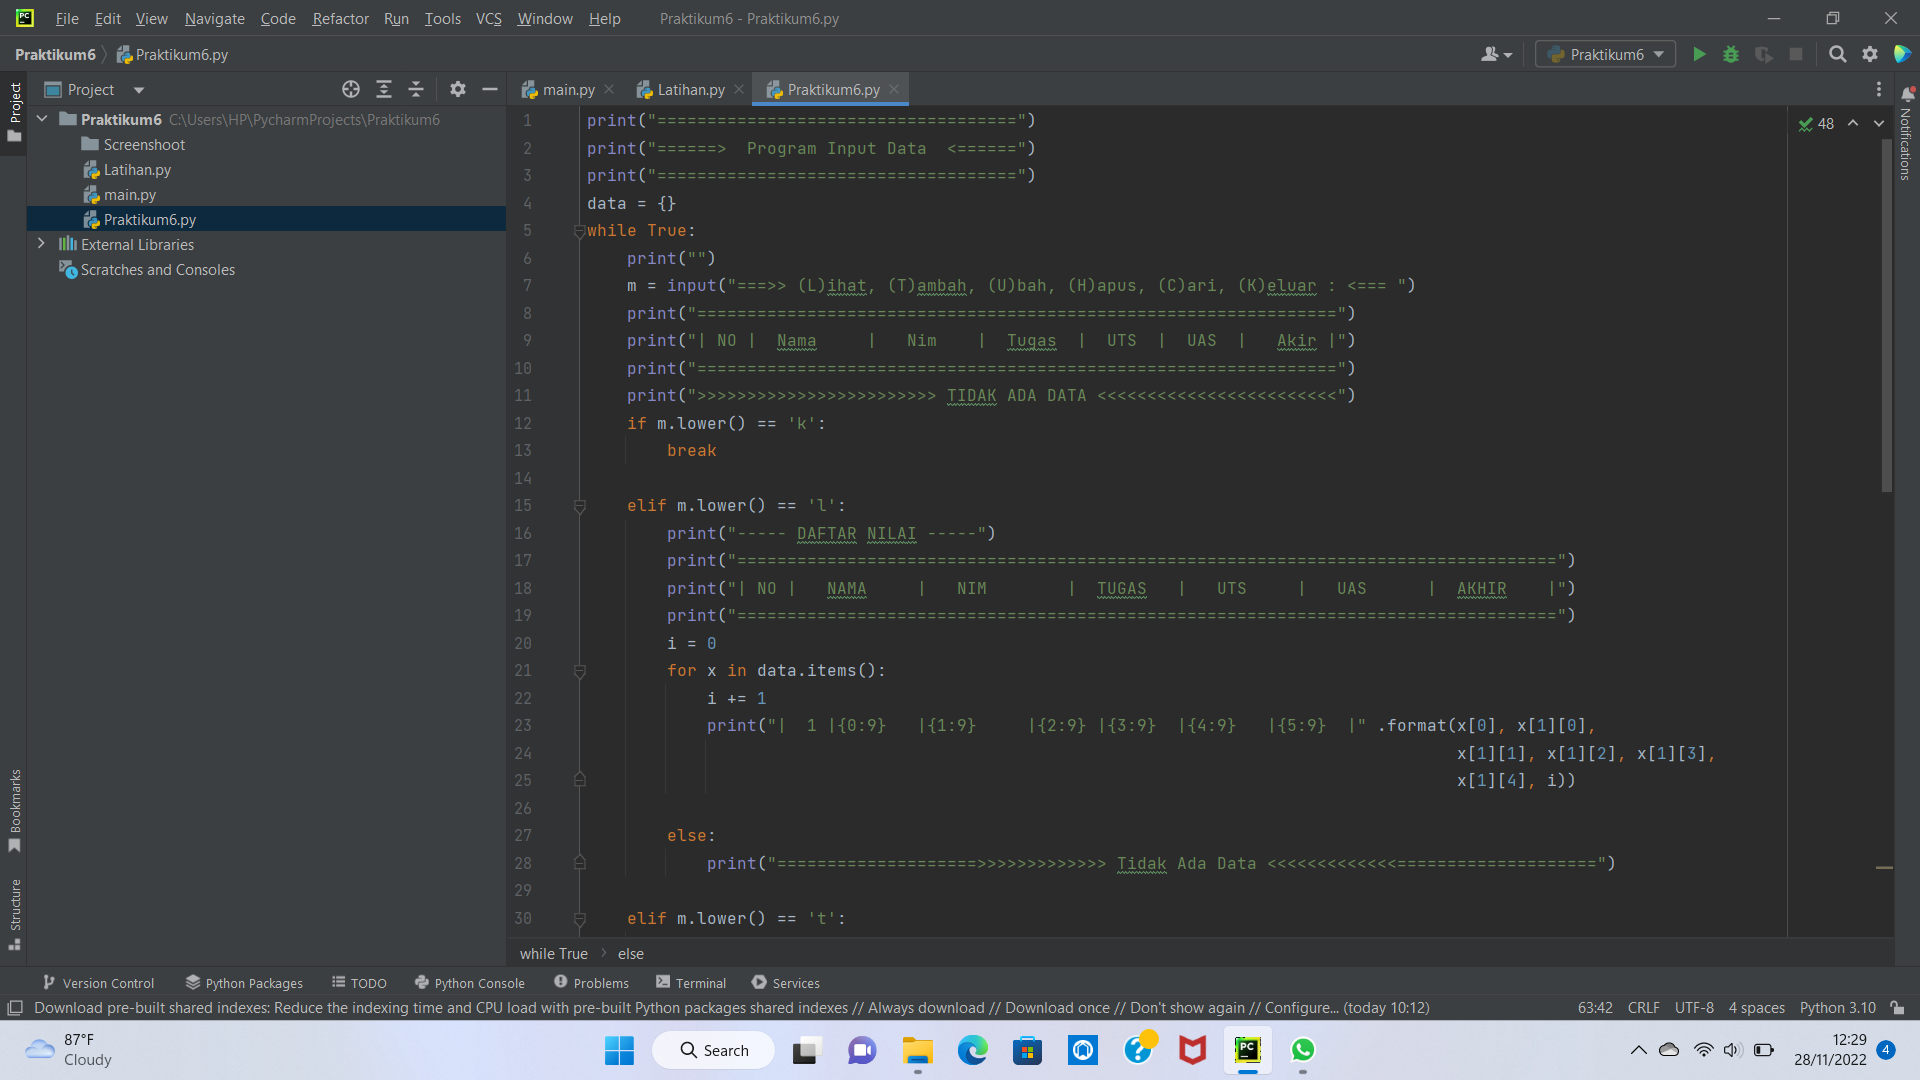 File Edit View Navigate Code Refactor Run Tools VCS Window Help Praktikum6 - Praktikum6.py
Praktikum6 Praktikum6.py Praktikum6
Project
Project
main.py Latihan.py Praktikum6.py
Praktikum6 C:\Users\HP\PycharmProjects\Praktikum6
Screenshoot
Latihan.py
main.py
Praktikum6.py
External Libraries
Scratches and Consoles
Bookmarks
Structure
Notifications
48
1 print("====================================")
2 print("======>  Program Input Data  <======")
3 print("====================================")
4 data = {}
5 while True:
6     print("")
7     m = input("===>> (L)ihat, (T)ambah, (U)bah, (H)apus, (C)ari, (K)eluar : <=== ")
8     print("================================================================")
9     print("| NO |  Nama     |   Nim    |  Tugas  |  UTS  |  UAS  |   Akir |")
10     print("================================================================")
11     print(">>>>>>>>>>>>>>>>>>>>>>>> TIDAK ADA DATA <<<<<<<<<<<<<<<<<<<<<<<<")
12     if m.lower() == 'k':
13         break
14
15     elif m.lower() == 'l':
16         print("----- DAFTAR NILAI -----")
17         print("==================================================================================")
18         print("| NO |   NAMA     |   NIM        |  TUGAS   |   UTS     |   UAS      |  AKHIR    |")
19         print("==================================================================================")
20         i = 0
21         for x in data.items():
22             i += 1
23             print("|  1 |{0:9}   |{1:9}     |{2:9} |{3:9}  |{4:9}   |{5:9}  |" .format(x[0], x[1][0],
24                                                                                        x[1][1], x[1][2], x[1][3],
25                                                                                        x[1][4], i))
26
27         else:
28             print("====================>>>>>>>>>>>>> Tidak Ada Data <<<<<<<<<<<<<====================")
29
30     elif m.lower() == 't':
while True else
Version Control Python Packages TODO Python Console Problems Terminal Services
Download pre-built shared indexes: Reduce the indexing time and CPU load with pre-built Python packages shared indexes // Always download // Download once // Don't show again // Configure... (today 10:12) 63:42 CRLF UTF-8 4 spaces Python 3.10
87°F
Cloudy
Search
PC
12:29
28/11/2022
4